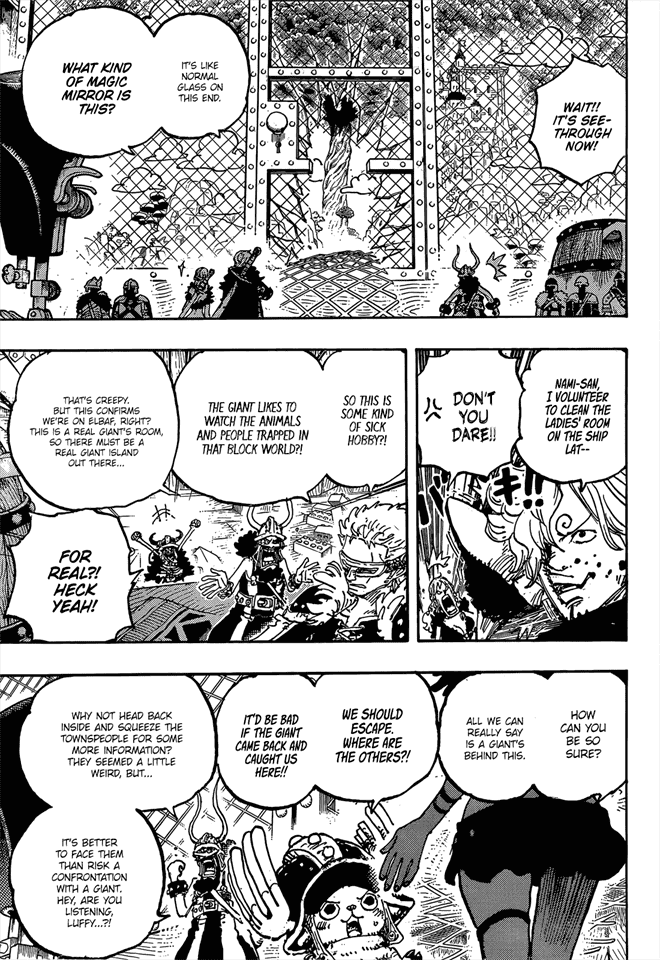 WAIT!!
IT'S SEE-
THROUGH
NOW!
IT'S LIKE
NORMAL
GLASS ON
THIS END.
WHAT KIND
OF MAGIC
MIRROR IS
THIS?
NAMI-SAN,
I VOLUNTEER
TO CLEAN THE
LADIES' ROOM
ON THE SHIP
LAT--
DON'T
YOU
DARE!!
キ!!
SO THIS IS
SOME KIND
OF SICK
HOBBY?!
THE GIANT LIKES TO
WATCH THE ANIMALS
AND PEOPLE TRAPPED IN
THAT BLOCK WORLD?!
THAT'S CREEPY.
BUT THIS CONFIRMS
WE'RE ON ELBAF, RIGHT?
THIS IS A REAL GIANT'S ROOM,
SO THERE MUST BE A
REAL GIANT ISLAND
OUT THERE...
FOR
REAL?!
HECK
YEAH!
HOW
CAN YOU
BE SO
SURE?
ALL WE CAN
REALLY SAY
IS A GIANT'S
BEHIND THIS.
WE SHOULD
ESCAPE.
WHERE ARE
THE OTHERS?!
IT'D BE BAD
IF THE GIANT
CAME BACK AND
CAUGHT US
HERE!!
WHY NOT HEAD BACK
INSIDE AND SQUEEZE THE
TOWNSPEOPLE FOR SOME
MORE INFORMATION?
THEY SEEMED A LITTLE
WEIRD, BUT...
IT'S BETTER
TO FACE THEM
THAN RISK A
CONFRONTATION
WITH A GIANT.
HEY, ARE YOU
LISTENING,
LUFFY...?!